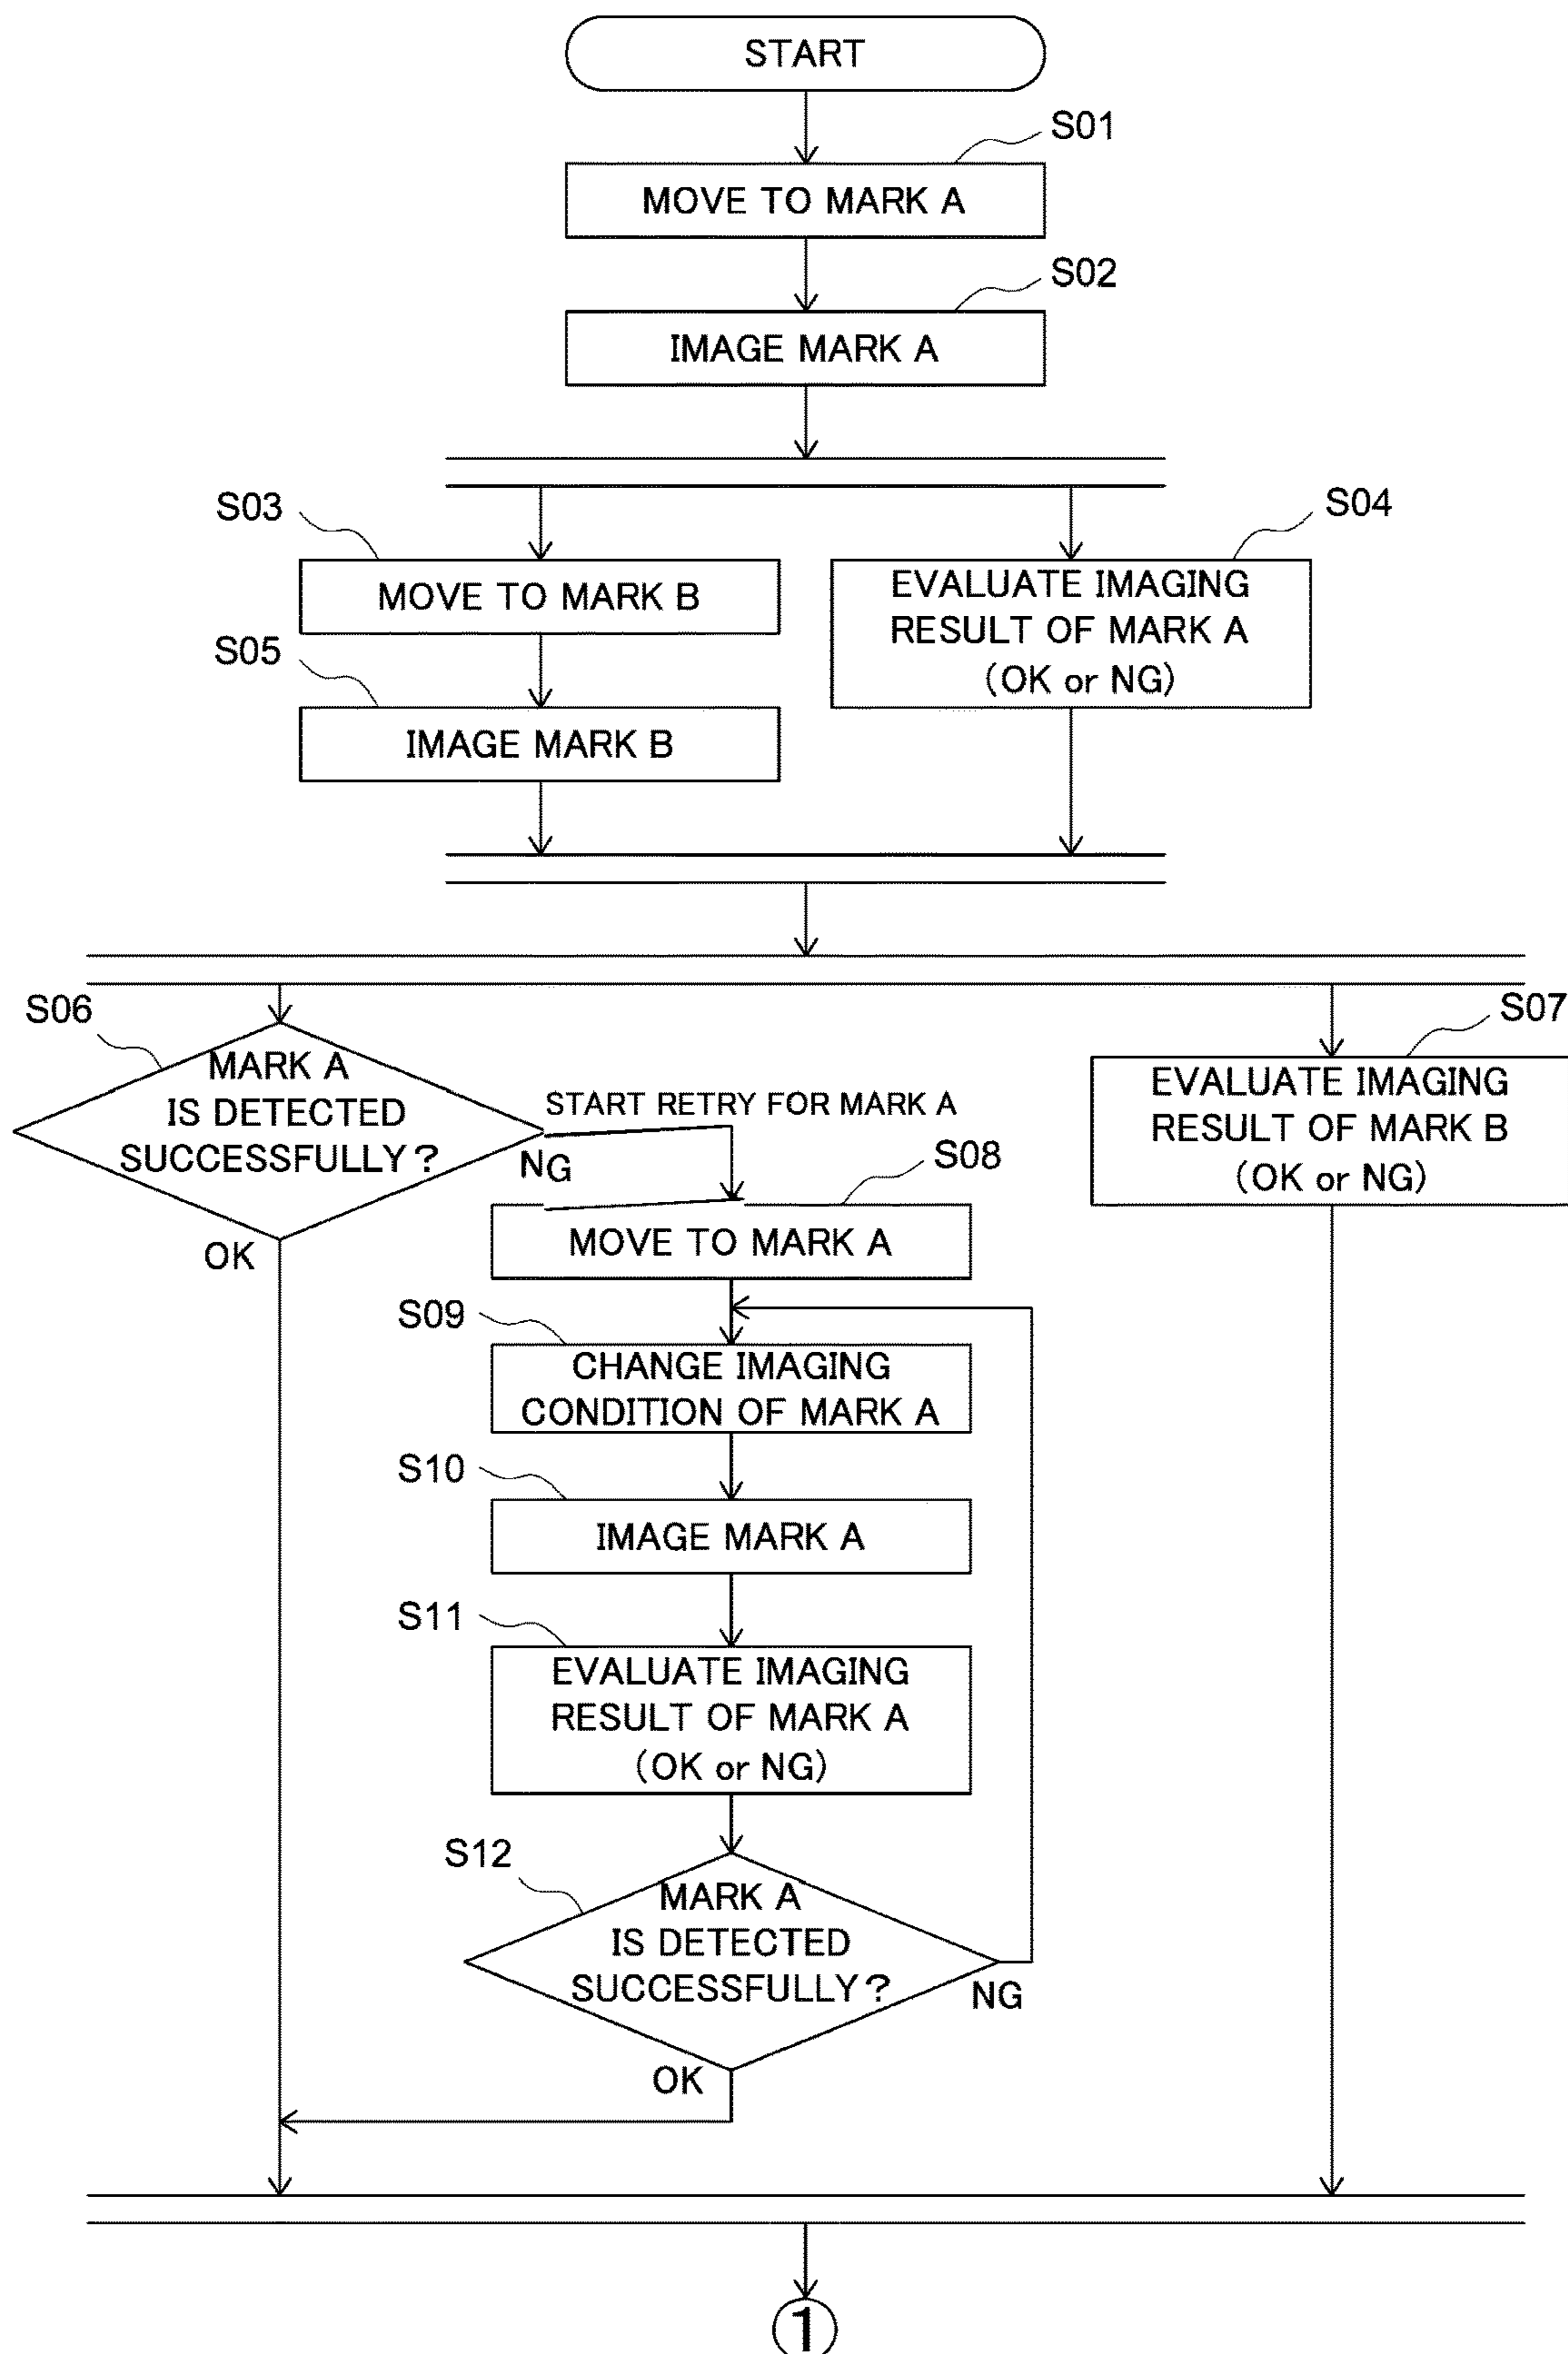 START
S01
MOVE TO MARK A
S02
IMAGE MARK A
S03
MOVE TO MARK B
S04
EVALUATE IMAGING
RESULT OF MARK A
(OK or NG)
S05
IMAGE MARK B
S06
MARK A
IS DETECTED
SUCCESSFULLY?
NG
OK
START RETRY FOR MARK A
S07
EVALUATE IMAGING
RESULT OF MARK B
(OK or NG)
S08
MOVE TO MARK A
S09
CHANGE IMAGING
CONDITION OF MARK A
S10
IMAGE MARK A
S11
EVALUATE IMAGING
RESULT OF MARK A
(OK or NG)
S12
MARK A
IS DETECTED
SUCCESSFULLY?
NG
OK
1